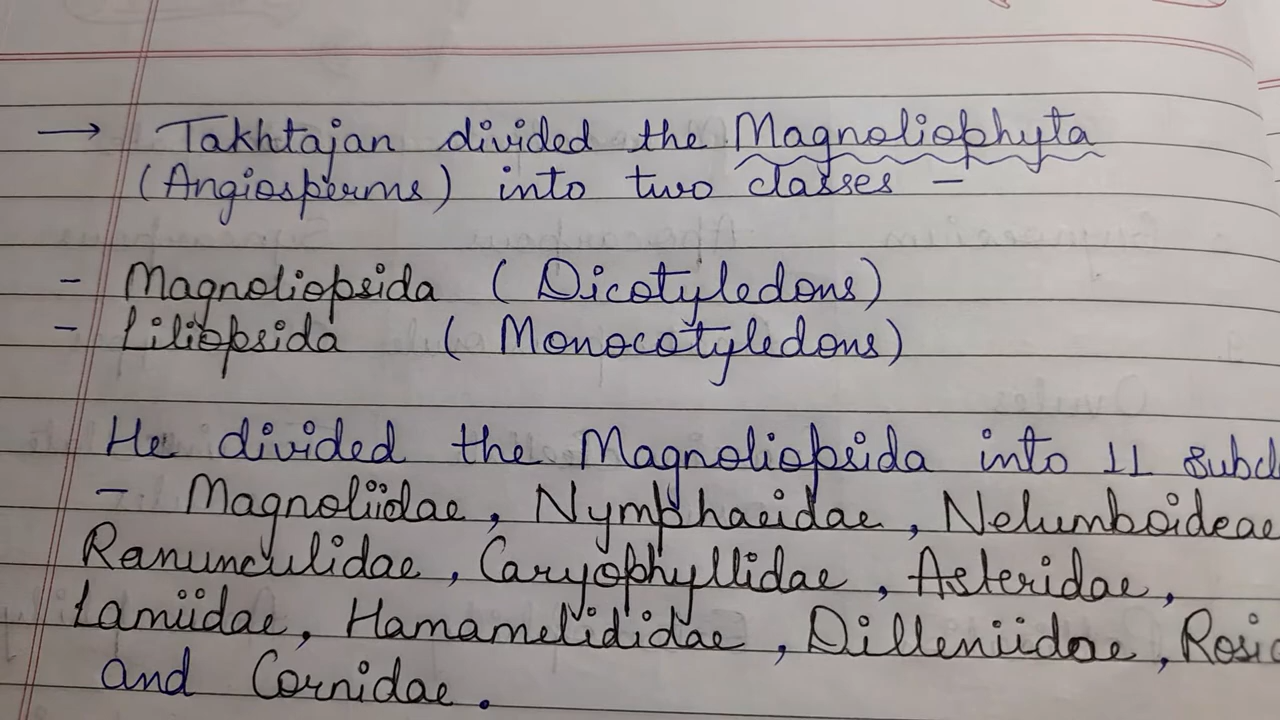 → Takhtajan divided the Magnoliophyta
(Angiosperms) into two classes -
- Magnoliopsida (Dicotyledons)
- Liliopsida (Monocotyledons)
He divided the Magnoliopsida into 11 subcl
- Magnoliidae, Nymphaeidae, Nelumboideae
Ranunculidae, Caryophyllidae, Asteridae,
Lamiidae, Hamamelididae, Dilleniidae, Rosi
and Cornidae.